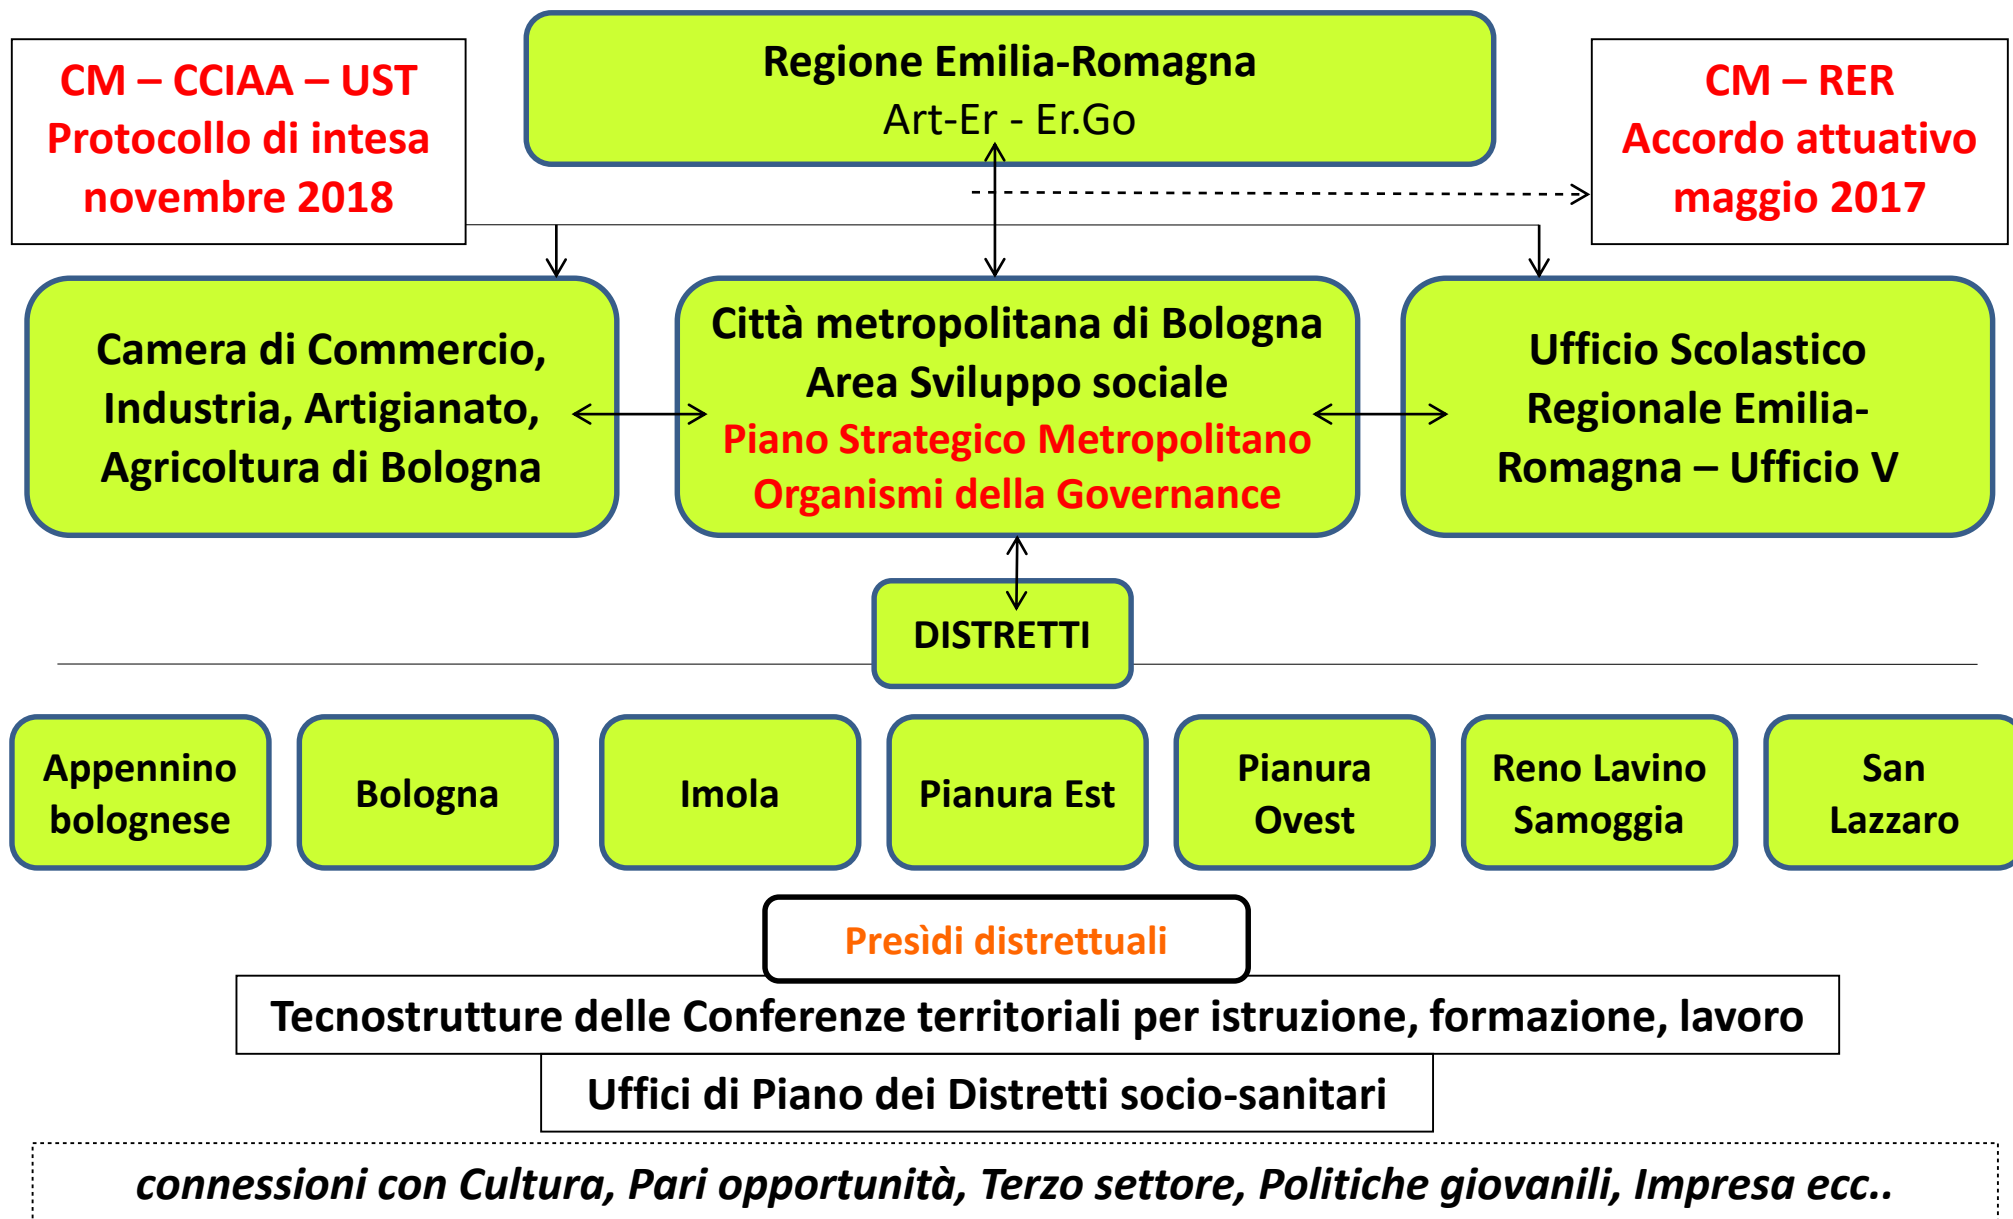 CM – CCIAA – UST
Protocollo di intesa
novembre 2018
Regione Emilia-Romagna
Art-Er - Er.Go
CM – RER
Accordo attuativo
maggio 2017
Camera di Commercio,
Industria, Artigianato,
Agricoltura di Bologna
Città metropolitana di Bologna
Area Sviluppo sociale
Piano Strategico Metropolitano
Organismi della Governance
Ufficio Scolastico
Regionale Emilia-
Romagna – Ufficio V
DISTRETTI
Appennino
bolognese
Bologna
Imola
Pianura Est
Pianura
Ovest
Reno Lavino
Samoggia
San
Lazzaro
Presìdi distrettuali
Tecnostrutture delle Conferenze territoriali per istruzione, formazione, lavoro
Uffici di Piano dei Distretti socio-sanitari
connessioni con Cultura, Pari opportunità, Terzo settore, Politiche giovanili, Impresa ecc..